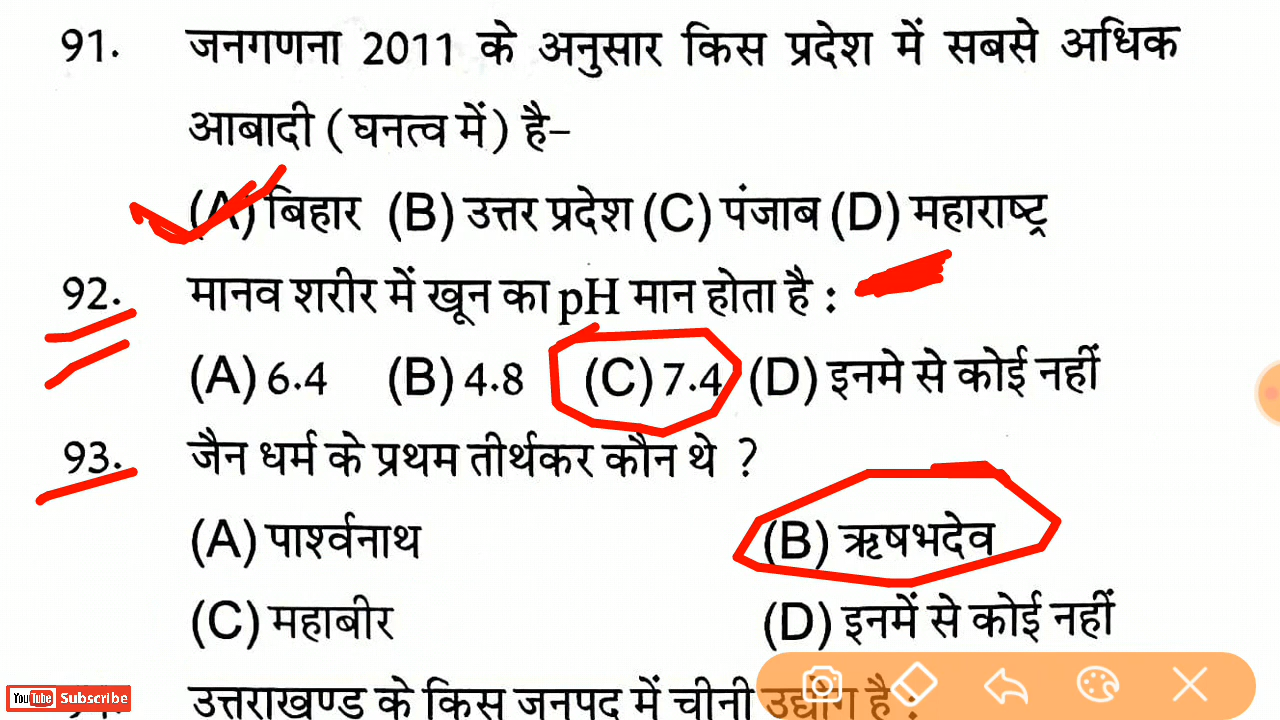 91. जनगणना 2011 के अनुसार किस प्रदेश में सबसे अधिक
आबादी (घनत्व में) है–
(A) बिहार (B) उत्तर प्रदेश (C) पंजाब (D) महाराष्ट्र
92. मानव शरीर में खून का pH मान होता है :
(A) 6.4 (B) 4.8 (C) 7.4 (D) इनमे से कोई नहीं
93. जैन धर्म के प्रथम तीर्थकर कौन थे ?
(A) पार्श्वनाथ (B) ऋषभदेव
(C) महाबीर (D) इनमें से कोई नहीं
उत्तराखण्ड के किस जनपद में चीनी उद्योग है :
YouTube Subscribe